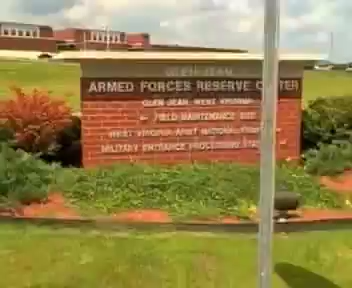 GLEN JEAN
ARMED FORCES RESERVE CENTER
GLEN JEAN, WEST VIRGINIA
FIELD MAINTENANCE
WEST VIRGINIA ARMY NATIONAL
MILITARY ENTRANCE PROCESSING